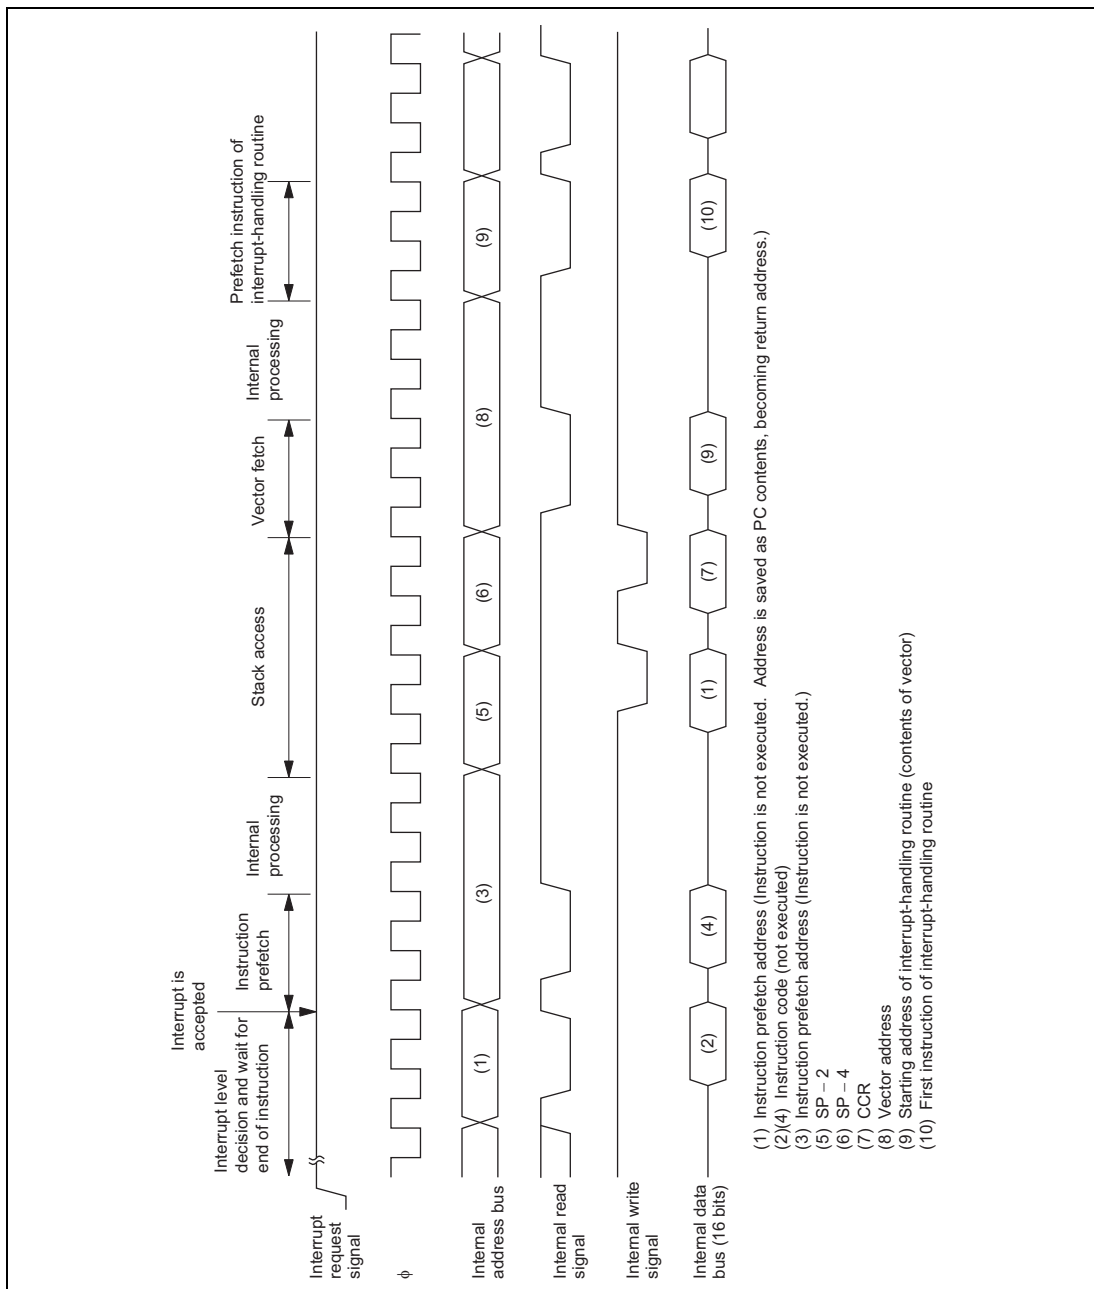 Interrupt is
accepted
Interrupt level
decision and wait for
end of instruction
Instruction
prefetch
Internal
processing
Stack access
Vector fetch
Internal
processing
Prefetch instruction of
interrupt-handling routine
Interrupt
request
signal
φ
Internal
address bus
(1)
(3)
(5)
(6)
(8)
(9)
Internal read
signal
Internal write
signal
Internal data
bus (16 bits)
(2)
(4)
(1)
(7)
(9)
(10)
(1) Instruction prefetch address (Instruction is not executed. Address is saved as PC contents, becoming return address.)
(2)(4) Instruction code (not executed)
(3) Instruction prefetch address (Instruction is not executed.)
(5) SP – 2
(6) SP – 4
(7) CCR
(8) Vector address
(9) Starting address of interrupt-handling routine (contents of vector)
(10) First instruction of interrupt-handling routine